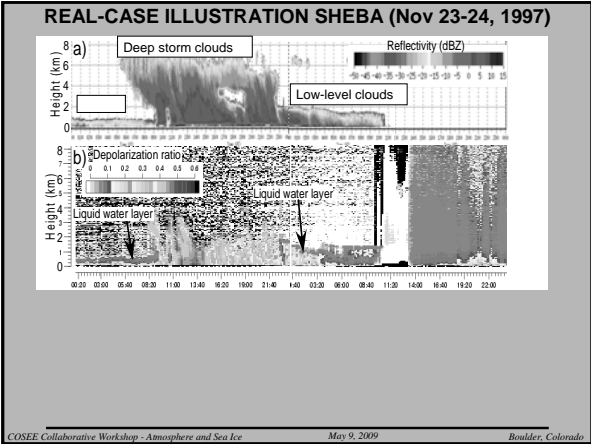 REAL-CASE ILLUSTRATION SHEBA (Nov 23-24, 1997)
a)
Deep storm clouds
Reflectivity (dBZ)
-50 -45 -40 -35 -30 -25 -20 -15 -10 -5 0 5 10 15
Low-level clouds
Height (km)
8
6
4
2
0
b)
Depolarization ratio
0 0.1 0.2 0.3 0.4 0.5 0.6
Liquid water layer
Liquid water layer
Height (km)
8
7
6
5
4
3
2
1
0
00:20 03:00 05:40 08:20 11:00 13:40 16:20 19:00 21:40 03:20 06:00 08:40 11:20 14:00 16:40 19:20 22:00
COSEE Collaborative Workshop - Atmosphere and Sea Ice May 9, 2009 Boulder, Colorado